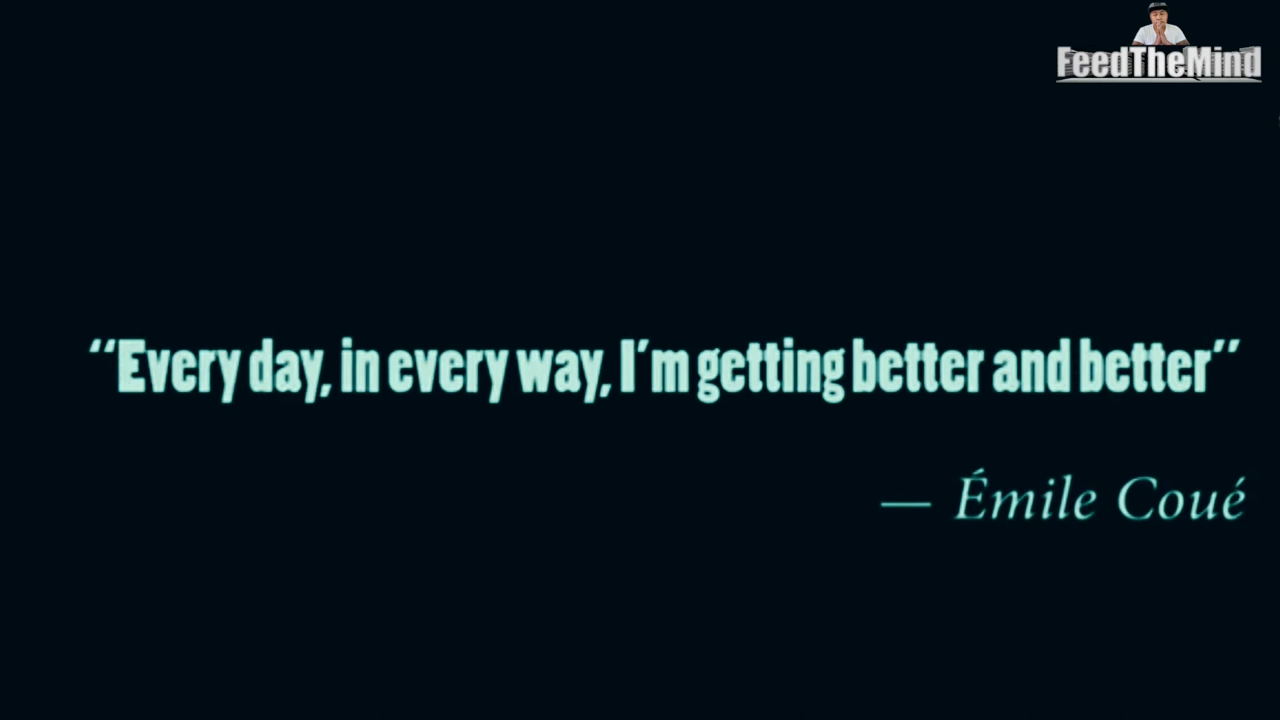 FeedTheMind
“Every day, in every way, I'm getting better and better”
— Émile Coué